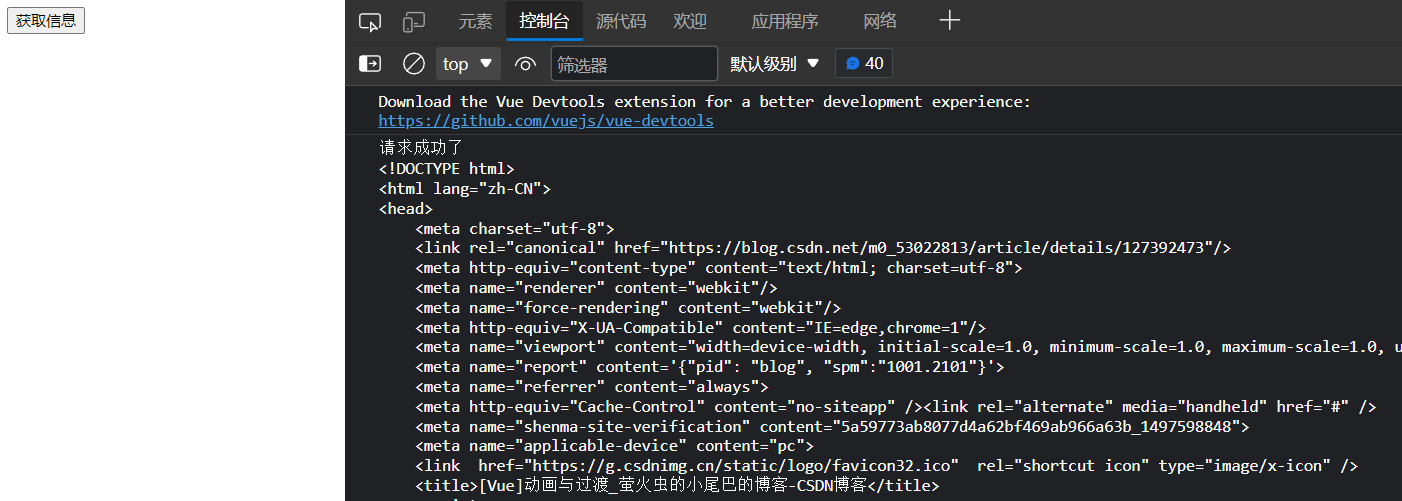 获取信息
元素 控制台 源代码 欢迎 应用程序 网络
top 筛选器 默认级别 40
Download the Vue Devtools extension for a better development experience:
https://github.com/vuejs/vue-devtools
请求成功了
<!DOCTYPE html>
<html lang="zh-CN">
<head>
<meta charset="utf-8">
<link rel="canonical" href="https://blog.csdn.net/m0_53022813/article/details/127392473"/>
<meta http-equiv="content-type" content="text/html; charset=utf-8">
<meta name="renderer" content="webkit"/>
<meta name="force-rendering" content="webkit"/>
<meta http-equiv="X-UA-Compatible" content="IE=edge,chrome=1"/>
<meta name="viewport" content="width=device-width, initial-scale=1.0, minimum-scale=1.0, maximum-scale=1.0, u
<meta name="report" content='{"pid": "blog", "spm":"1001.2101"}'>
<meta name="referrer" content="always">
<meta http-equiv="Cache-Control" content="no-siteapp" /><link rel="alternate" media="handheld" href="#" />
<meta name="shenma-site-verification" content="5a59773ab8077d4a62bf469ab966a63b_1497598848">
<meta name="applicable-device" content="pc">
<link  href="https://g.csdnimg.cn/static/logo/favicon32.ico"  rel="shortcut icon" type="image/x-icon" />
<title>[Vue]动画与过渡_萤火虫的小尾巴的博客-CSDN博客</title>